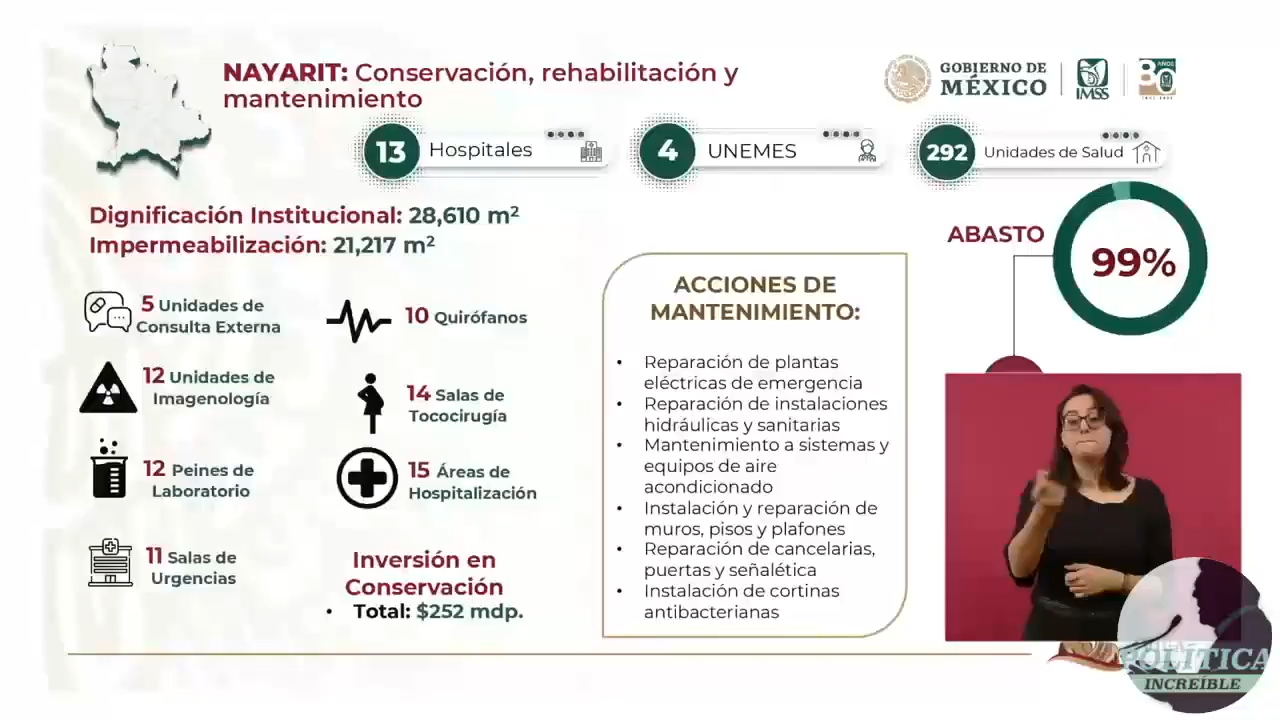 NAYARIT: Conservación, rehabilitación y
mantenimiento
GOBIERNO DE
MÉXICO
IMSS
AÑOS
80
13 Hospitales
4 UNEMES
292 Unidades de Salud
Dignificación Institucional: 28,610 m²
Impermeabilización: 21,217 m²
ABASTO
99%
5 Unidades de
Consulta Externa
10 Quirófanos
12 Unidades de
Imagenología
14 Salas de
Tococirugía
12 Peines de
Laboratorio
15 Áreas de
Hospitalización
11 Salas de
Urgencias
Inversión en
Conservación
• Total: $252 mdp.
ACCIONES DE
MANTENIMIENTO:
• Reparación de plantas
eléctricas de emergencia
• Reparación de instalaciones
hidráulicas y sanitarias
• Mantenimiento a sistemas y
equipos de aire
acondicionado
• Instalación y reparación de
muros, pisos y plafones
• Reparación de cancelarias,
puertas y señalética
• Instalación de cortinas
antibacterianas
POLÍTICA
INCREÍBLE